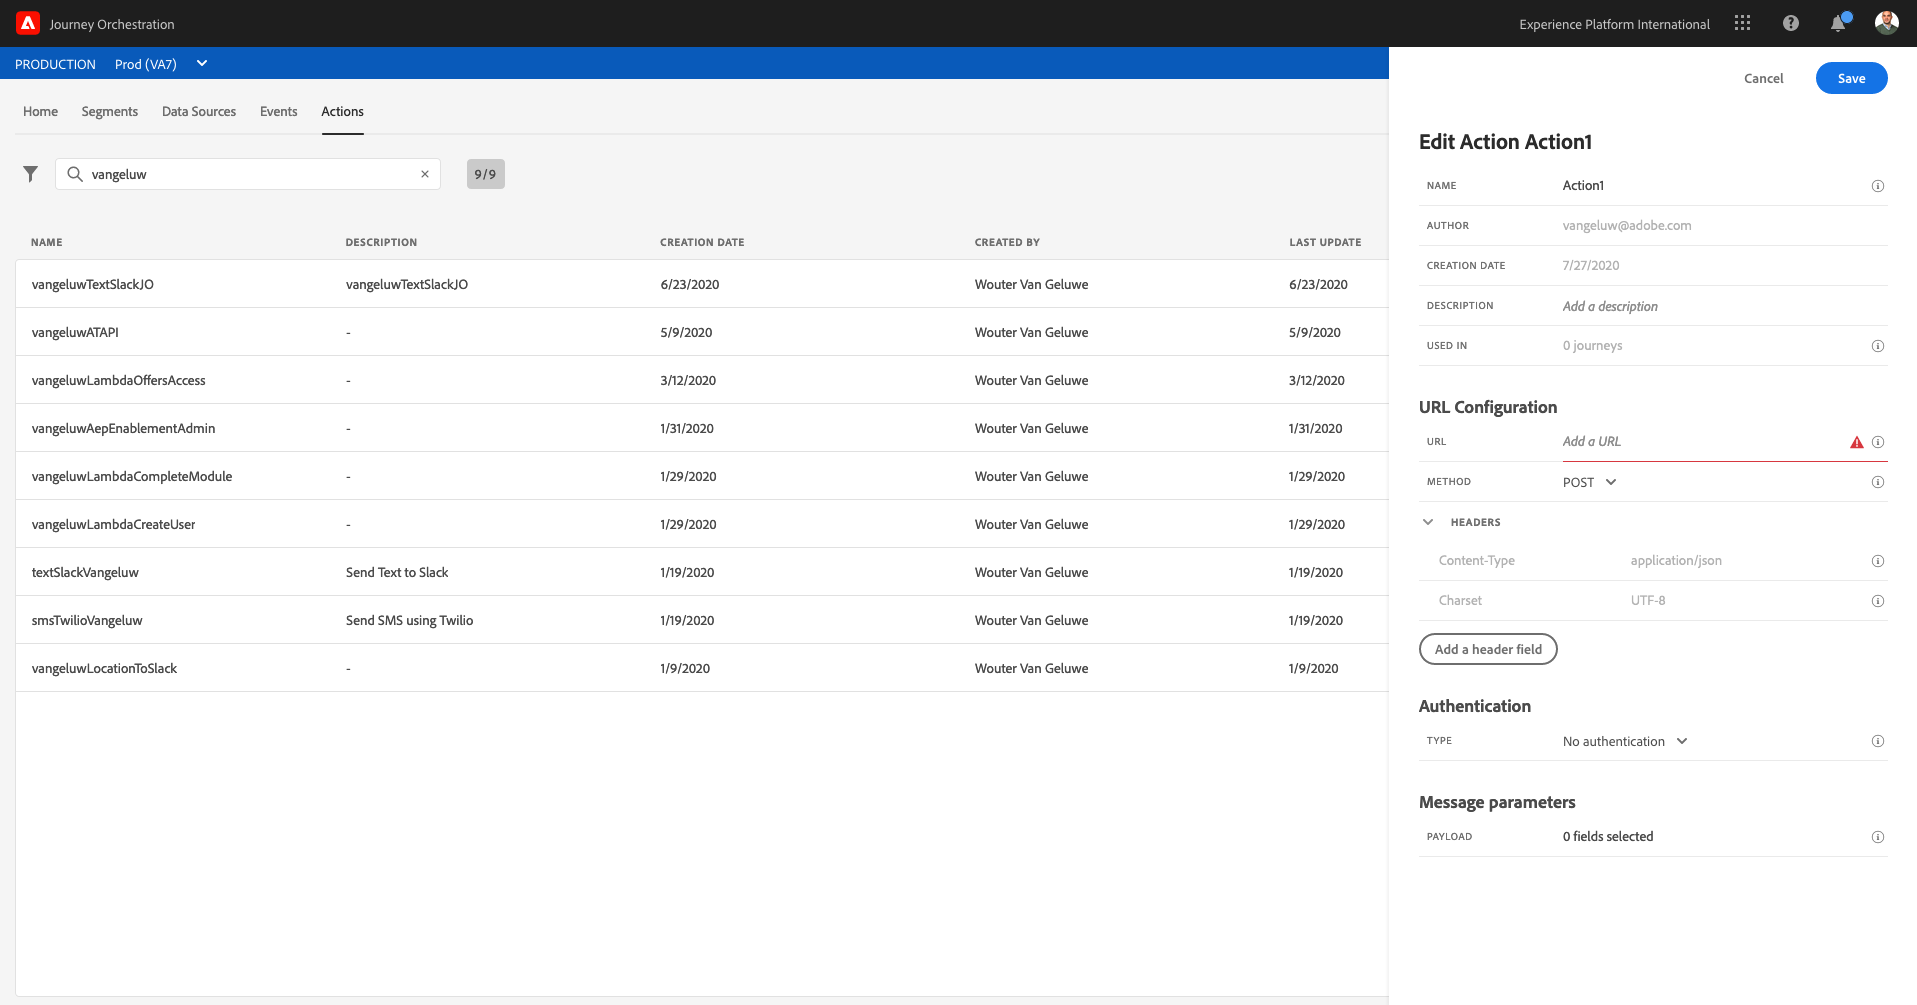 Journey Orchestration
Experience Platform International
PRODUCTION Prod (VA7)
Home Segments Data Sources Events Actions
vangeluw
9/9
NAME DESCRIPTION CREATION DATE CREATED BY LAST UPDATE
vangeluwTextSlackJO vangeluwTextSlackJO 6/23/2020 Wouter Van Geluwe 6/23/2020
vangeluwATAPI - 5/9/2020 Wouter Van Geluwe 5/9/2020
vangeluwLambdaOffersAccess - 3/12/2020 Wouter Van Geluwe 3/12/2020
vangeluwAepEnablementAdmin - 1/31/2020 Wouter Van Geluwe 1/31/2020
vangeluwLambdaCompleteModule - 1/29/2020 Wouter Van Geluwe 1/29/2020
vangeluwLambdaCreateUser - 1/29/2020 Wouter Van Geluwe 1/29/2020
textSlackVangeluw Send Text to Slack 1/19/2020 Wouter Van Geluwe 1/19/2020
smsTwilioVangeluw Send SMS using Twilio 1/19/2020 Wouter Van Geluwe 1/19/2020
vangeluwLocationToSlack - 1/9/2020 Wouter Van Geluwe 1/9/2020
Cancel Save
Edit Action Action1
NAME Action1
AUTHOR vangeluw@adobe.com
CREATION DATE 7/27/2020
DESCRIPTION Add a description
USED IN 0 journeys
URL Configuration
URL Add a URL
METHOD POST
HEADERS
Content-Type application/json
Charset UTF-8
Add a header field
Authentication
TYPE No authentication
Message parameters
PAYLOAD 0 fields selected